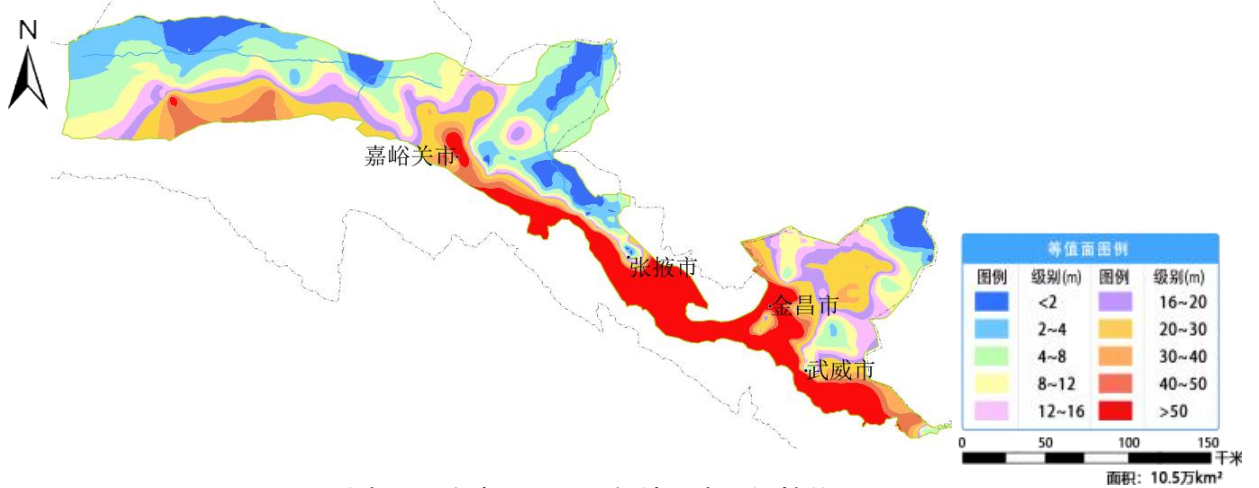 N
嘉峪关市
张掖市
金昌市
武威市
等值面图例
图例 级别(m) 图例 级别(m)
<2 16~20
2~4 20~30
4~8 30~40
8~12 40~50
12~16 >50
0 50 100 150
千米
面积: 10.5万km²